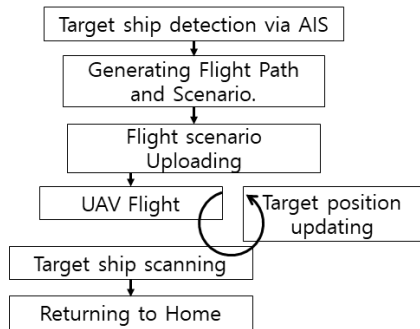 Target ship detection via AIS
Generating Flight Path
and Scenario.
Flight scenario
Uploading
UAV Flight
Target position
updating
Target ship scanning
Returning to Home